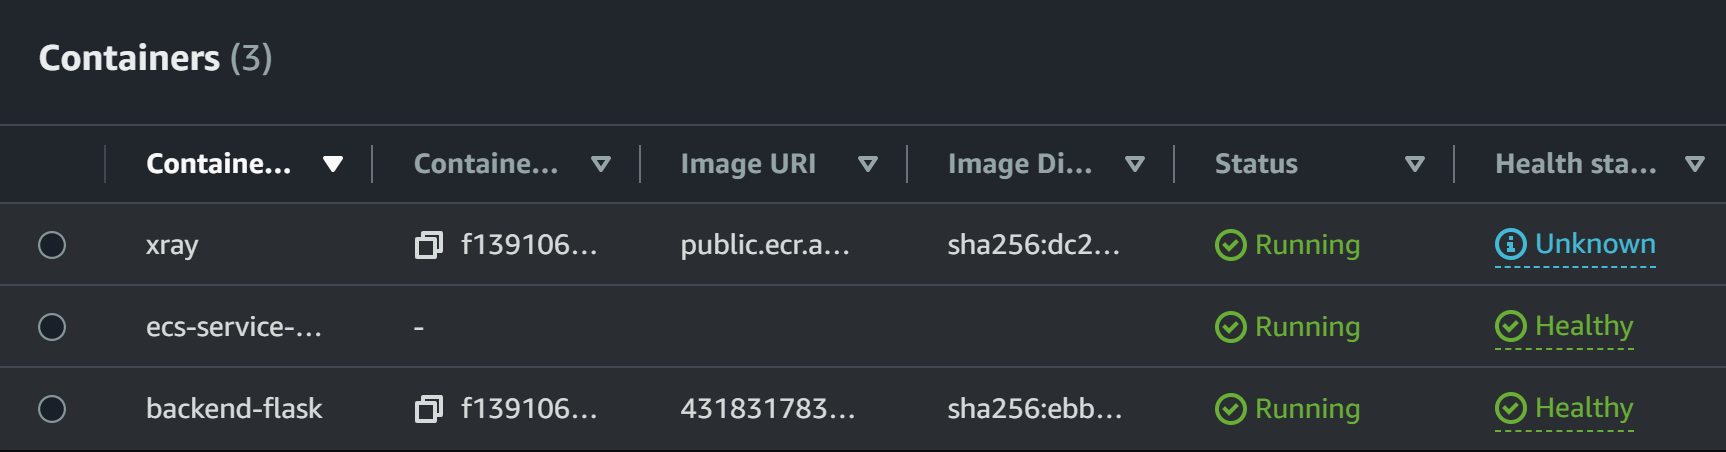 Containers (3)
Containe... Containe... Image URI Image Di... Status Health sta...
xray f139106... public.ecr.a... sha256:dc2... Running Unknown
ecs-service-... - Running Healthy
backend-flask f139106... 431831783... sha256:ebb... Running Healthy